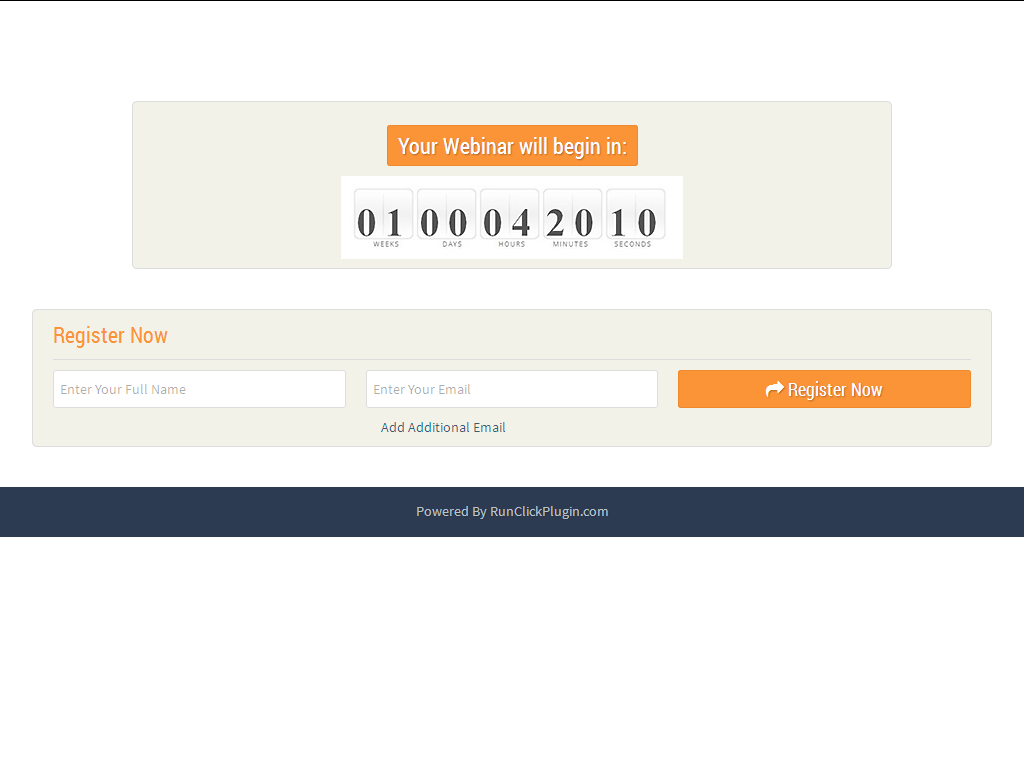 Your Webinar will begin in:
01 00 04 20 10
WEEKS DAYS HOURS MINUTES SECONDS
Register Now
Enter Your Full Name
Enter Your Email
Register Now
Add Additional Email
Powered By RunClickPlugin.com